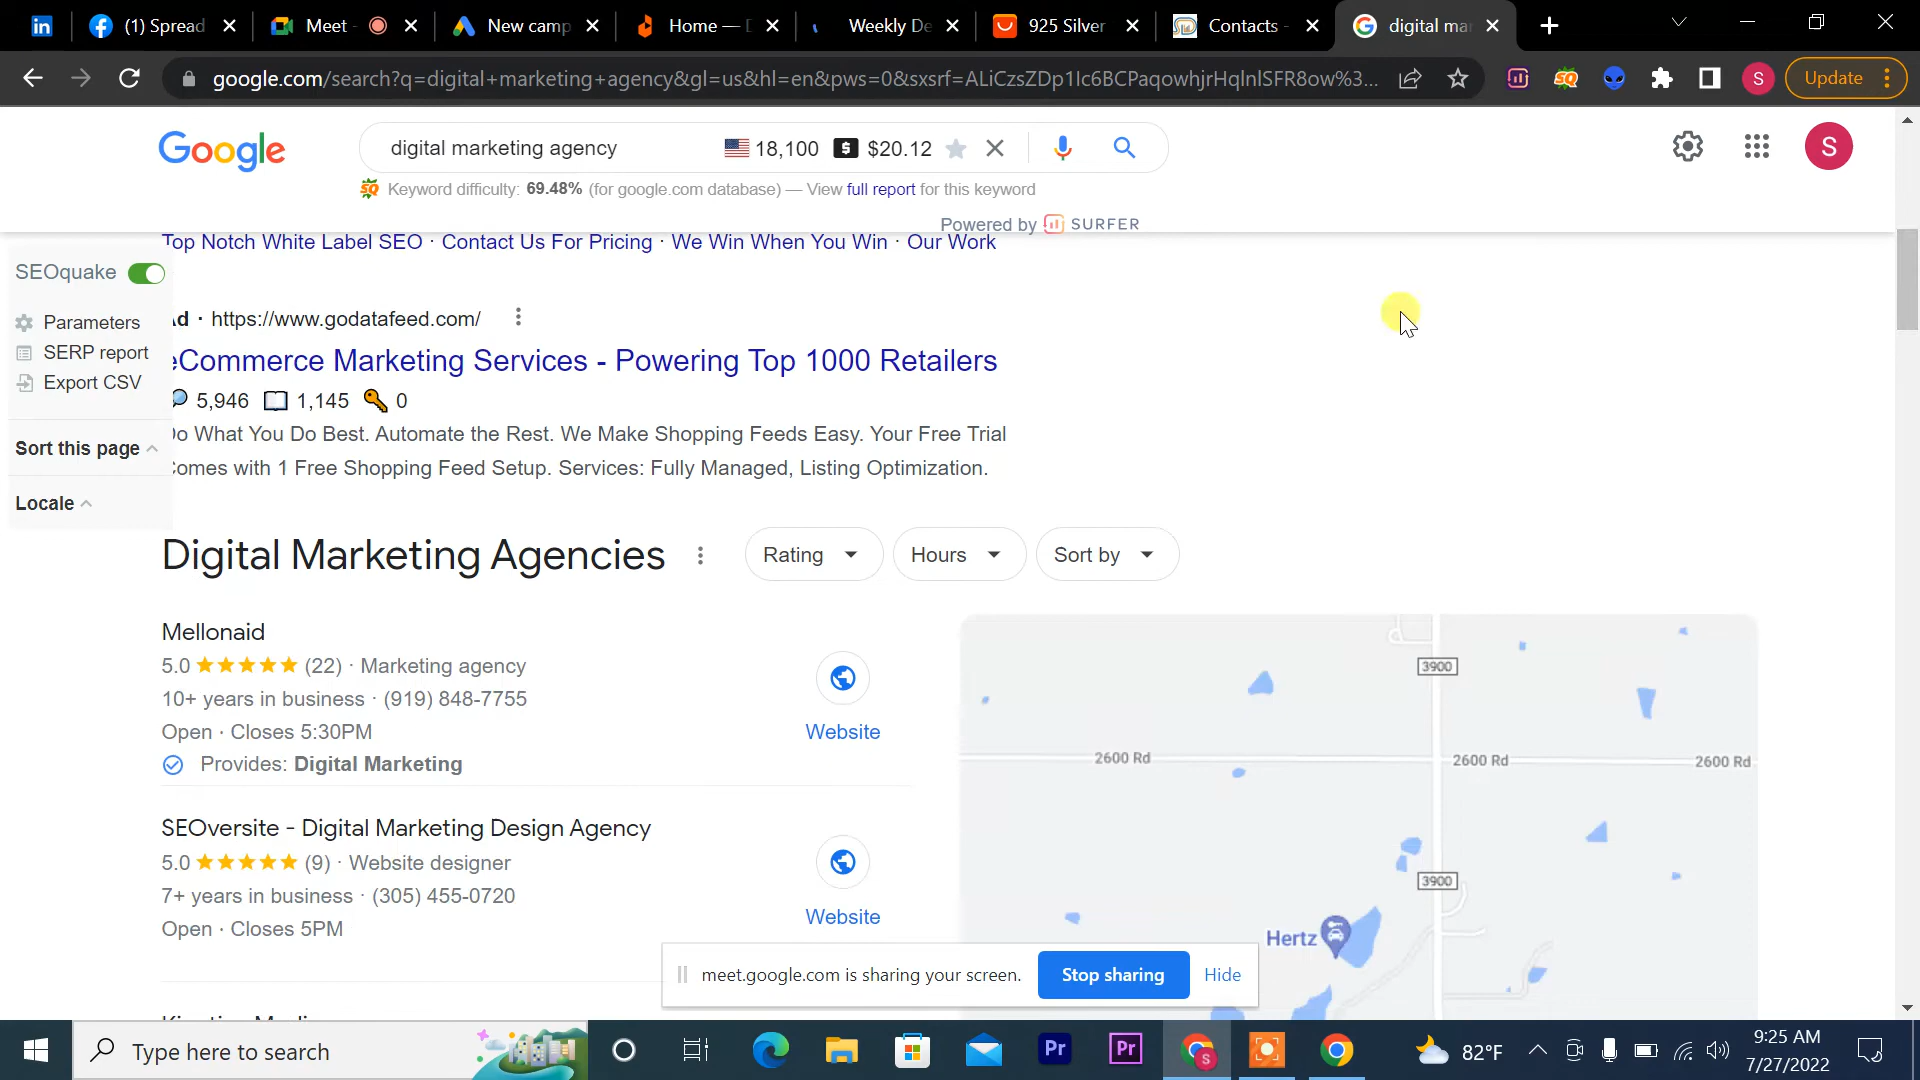 (1) Spread
Meet -
New camp
Home — D
Weekly De
925 Silver
Contacts -
digital mar
google.com/search?q=digital+marketing+agency&gl=us&hl=en&pws=0&sxsrf=ALiCzsZDp1Ic6BCPaqowhjrHqlnlSFR8ow%3...
S
Update
Google
digital marketing agency
18,100
$20.12
S
Keyword difficulty: 69.48% (for google.com database) — View full report for this keyword
Powered by SURFER
Top Notch White Label SEO · Contact Us For Pricing · We Win When You Win · Our Work
SEOquake
Parameters
SERP report
Export CSV
Sort this page
Locale
Ad · https://www.godatafeed.com/
eCommerce Marketing Services - Powering Top 1000 Retailers
5,946 1,145 0
Do What You Do Best. Automate the Rest. We Make Shopping Feeds Easy. Your Free Trial
Comes with 1 Free Shopping Feed Setup. Services: Fully Managed, Listing Optimization.
Digital Marketing Agencies
Rating
Hours
Sort by
Mellonaid
5.0 (22) · Marketing agency
10+ years in business · (919) 848-7755
Open · Closes 5:30PM
Provides: Digital Marketing
Website
SEOversite - Digital Marketing Design Agency
5.0 (9) · Website designer
7+ years in business · (305) 455-0720
Open · Closes 5PM
Website
3900
2600 Rd
2600 Rd
2600 Rd
3900
Hertz
meet.google.com is sharing your screen.
Stop sharing
Hide
Type here to search
Pr
Pr
S
82°F
9:25 AM
7/27/2022